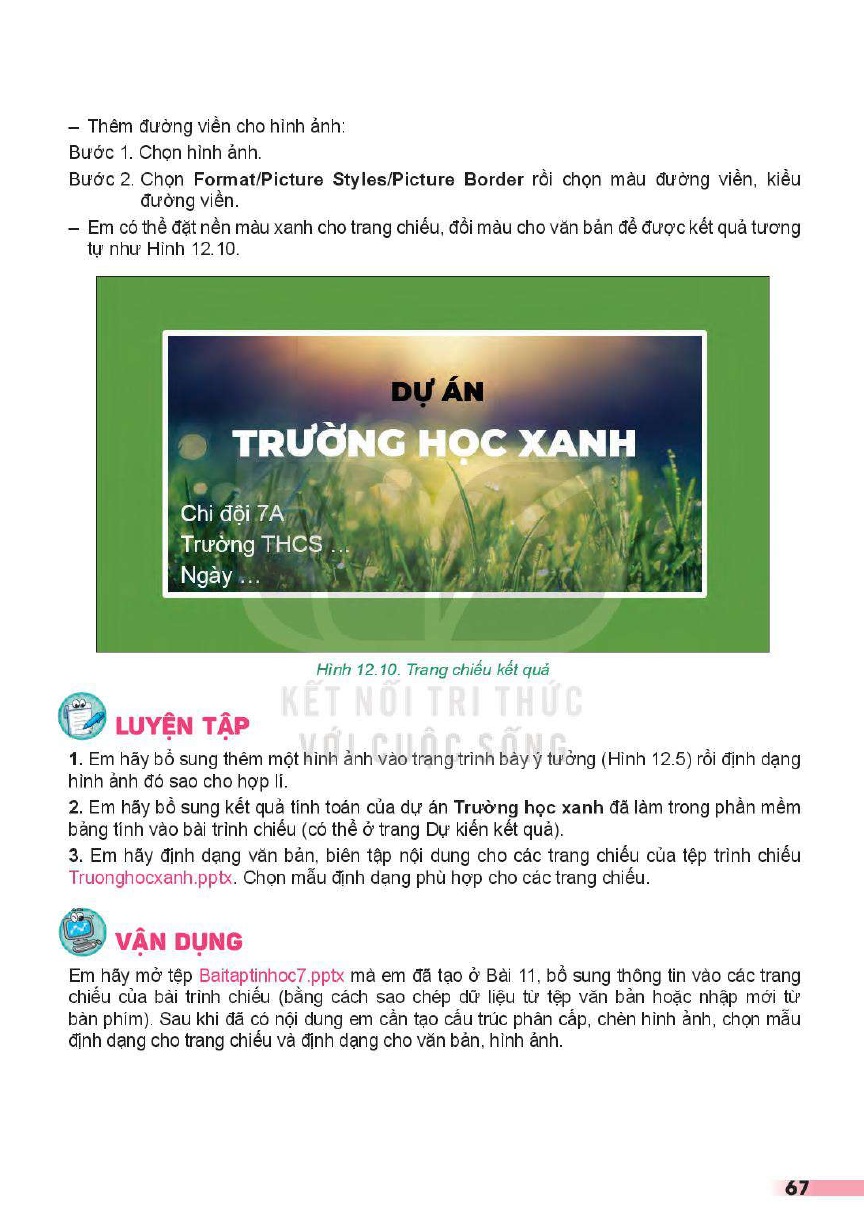 – Thêm đường viền cho hình ảnh:
Bước 1. Chọn hình ảnh.
Bước 2. Chọn Format/Picture Styles/Picture Border rồi chọn màu đường viền, kiểu
đường viền.
– Em có thể đặt nền màu xanh cho trang chiếu, đổi màu cho văn bản để được kết quả tương
tự như Hình 12.10.
DỰ ÁN
TRƯỜNG HỌC XANH
Chi đội 7A
Trường THCS ...
Ngày ...
Hình 12.10. Trang chiếu kết quả
KẾT NỐI TRI THỨC
VỚI CUỘC SỐNG
LUYỆN TẬP
1. Em hãy bổ sung thêm một hình ảnh vào trang trình bày ý tưởng (Hình 12.5) rồi định dạng
hình ảnh đó sao cho hợp lí.
2. Em hãy bổ sung kết quả tính toán của dự án Trường học xanh đã làm trong phần mềm
bảng tính vào bài trình chiếu (có thể ở trang Dự kiến kết quả).
3. Em hãy định dạng văn bản, biên tập nội dung cho các trang chiếu của tệp trình chiếu
Truonghocxanh.pptx. Chọn mẫu định dạng phù hợp cho các trang chiếu.
VẬN DỤNG
Em hãy mở tệp Baitaptinhoc7.pptx mà em đã tạo ở Bài 11, bổ sung thông tin vào các trang
chiếu của bài trình chiếu (bằng cách sao chép dữ liệu từ tệp văn bản hoặc nhập mới từ
bàn phím). Sau khi đã có nội dung em cần tạo cấu trúc phân cấp, chèn hình ảnh, chọn mẫu
định dạng cho trang chiếu và định dạng cho văn bản, hình ảnh.
67